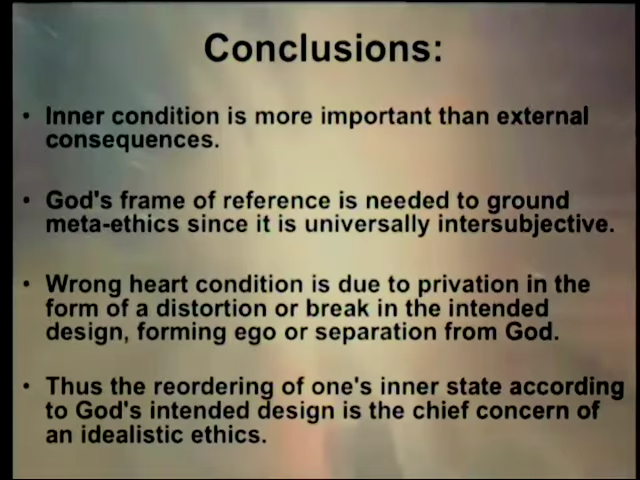 Conclusions:
• Inner condition is more important than external
consequences.
• God's frame of reference is needed to ground
meta-ethics since it is universally intersubjective.
• Wrong heart condition is due to privation in the
form of a distortion or break in the intended
design, forming ego or separation from God.
• Thus the reordering of one's inner state according
to God's intended design is the chief concern of
an idealistic ethics.